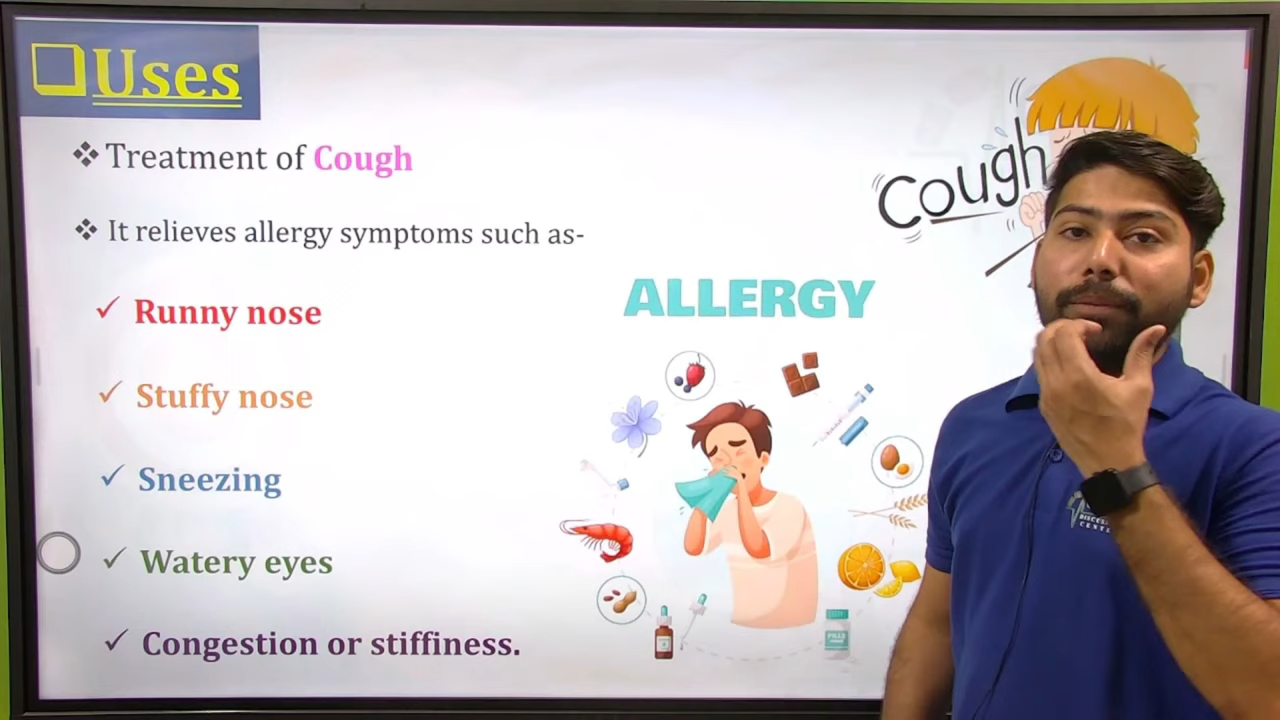 Uses
Treatment of Cough
It relieves allergy symptoms such as-
Runny nose
Stuffy nose
Sneezing
Watery eyes
Congestion or stiffiness.
Cough
ALLERGY
PILLS